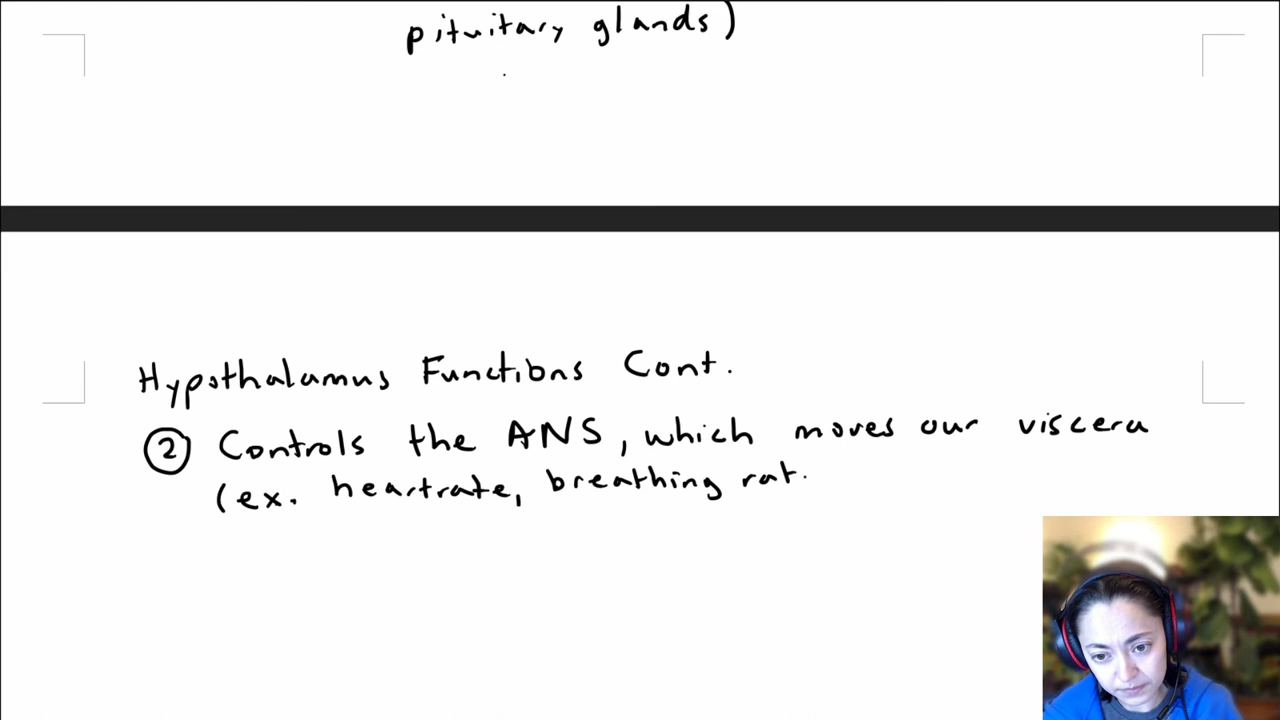 pituitary glands)
Hypothalamus Functions Cont.
② Controls the ANS, which moves our viscera
(ex. heartrate, breathing rat